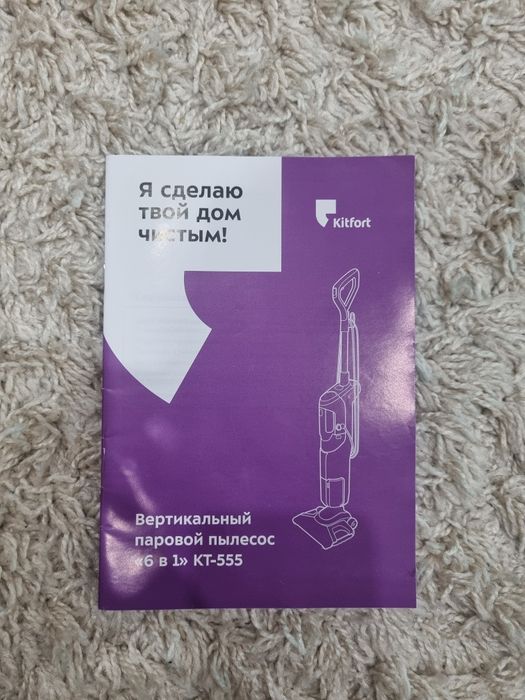 Я сделаю
твой дом
чистым!
Kitfort
Вертикальный
паровой пылесос
«6 в 1» КТ-555